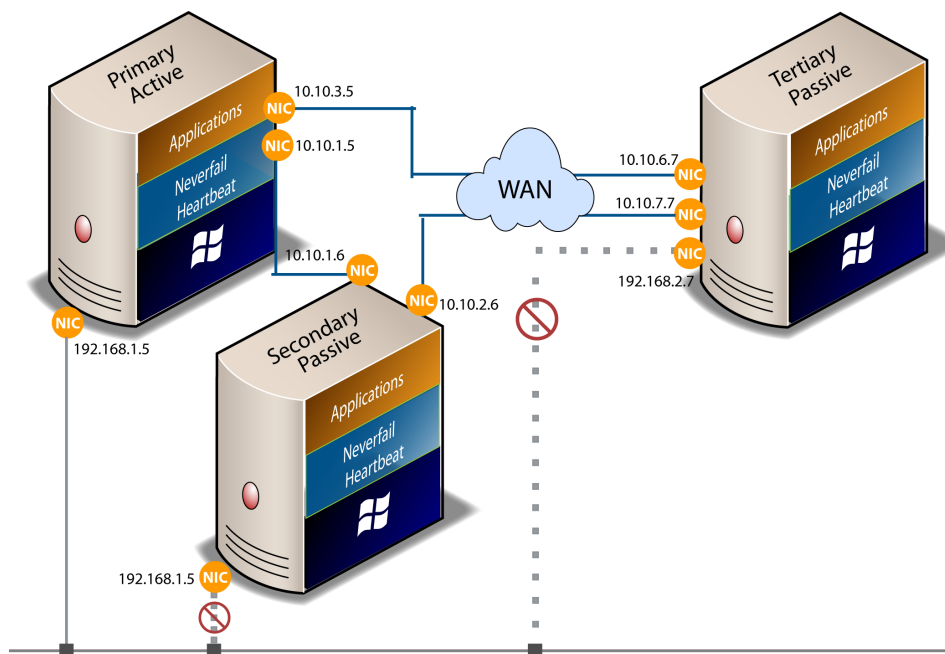 Primary
Active
Applications
Neverfail
Heartbeat
NIC
10.10.3.5
NIC
10.10.1.5
NIC
192.168.1.5
WAN
Tertiary
Passive
Applications
Neverfail
Heartbeat
10.10.6.7
NIC
10.10.7.7
NIC
NIC
192.168.2.7
10.10.1.6
NIC
NIC
10.10.2.6
Secondary
Passive
Applications
Neverfail
Heartbeat
192.168.1.5
NIC